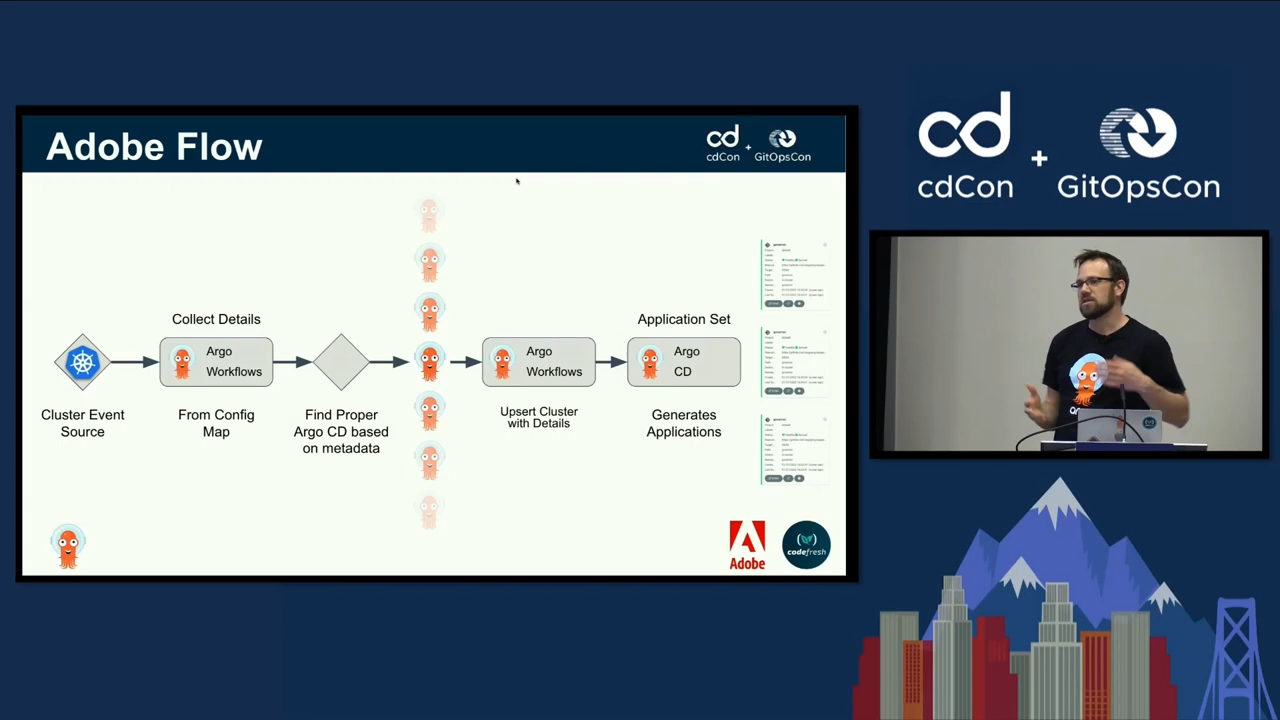 Adobe Flow
cd
cdCon
+
GitOpsCon
Collect Details
Application Set
Argo
Workflows
Argo
Workflows
Argo
CD
Cluster Event
Source
From Config
Map
Find Proper
Argo CD based
on metadata
Upsert Cluster
with Details
Generates
Applications
Adobe
codefresh
cd
cdCon
+
GitOpsCon